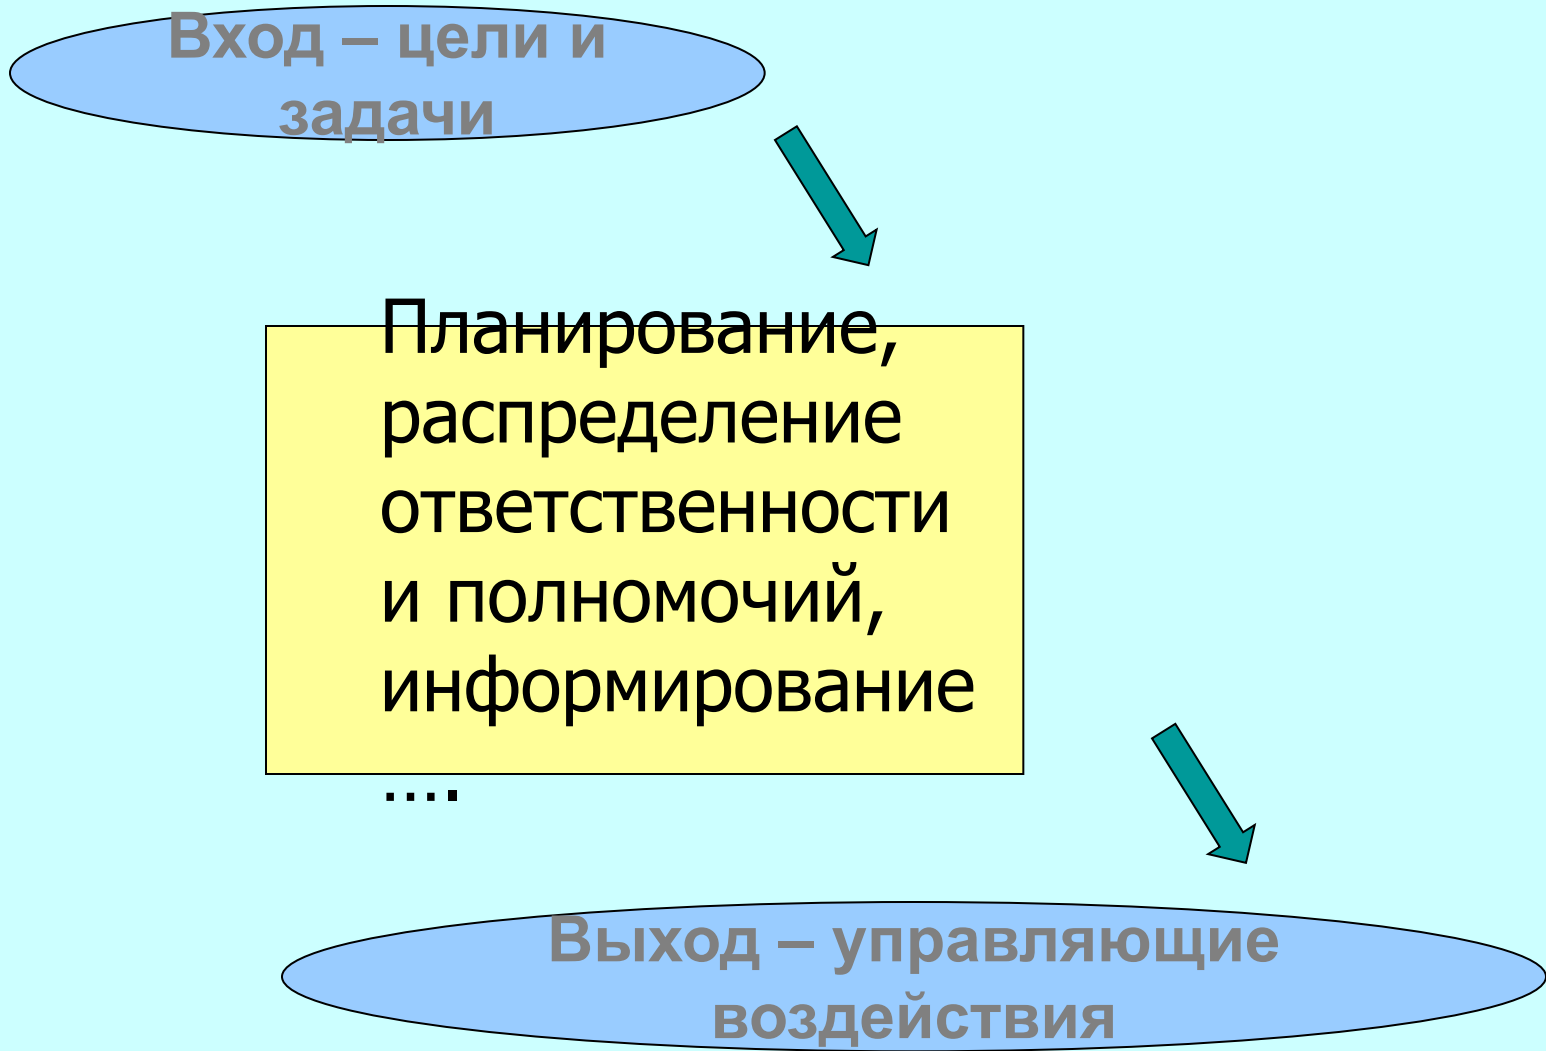 Вход – цели и
задачи
Планирование,
распределение
ответственности
и полномочий,
информирование
….
Выход – управляющие
воздействия